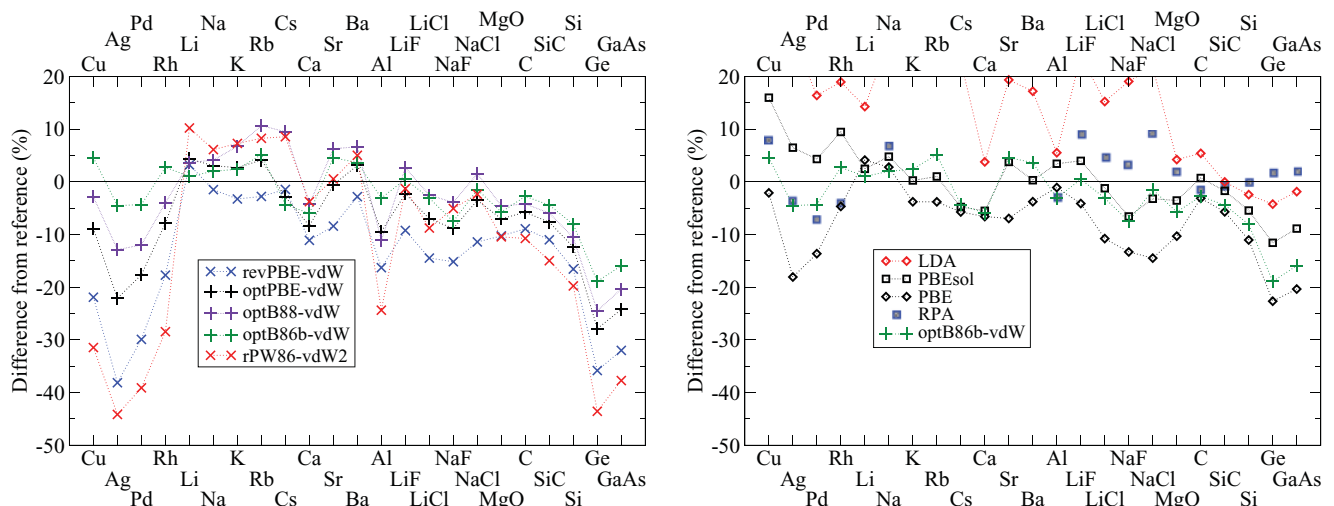 Pd Na Cs Ba LiCl MgO Si
Ag Li Rb Sr LiF NaCl SiC GaAs
Cu Rh K Ca Al NaF C Ge
20
10
0
-10
-20
-30
-40
-50
Difference from reference (%)
revPBE-vdW
optPBE-vdW
optB88-vdW
optB86b-vdW
rPW86-vdW2
Cu Rh K Rb Ca Al NaF C Ge
Ag Li Sr LiF NaCl SiC GaAs
Pd Na Cs Ba LiCl MgO Si
Pd Na Cs Ba LiCl MgO Si
Ag Li Rb Sr LiF NaCl SiC GaAs
Cu Rh K Ca Al NaF C Ge
20
10
0
-10
-20
-30
-40
-50
Difference from reference (%)
LDA
PBEsol
PBE
RPA
optB86b-vdW
Cu Rh K Ca Al NaF C Ge
Ag Li Rb Sr LiF NaCl SiC GaAs
Pd Na Cs Ba LiCl MgO Si